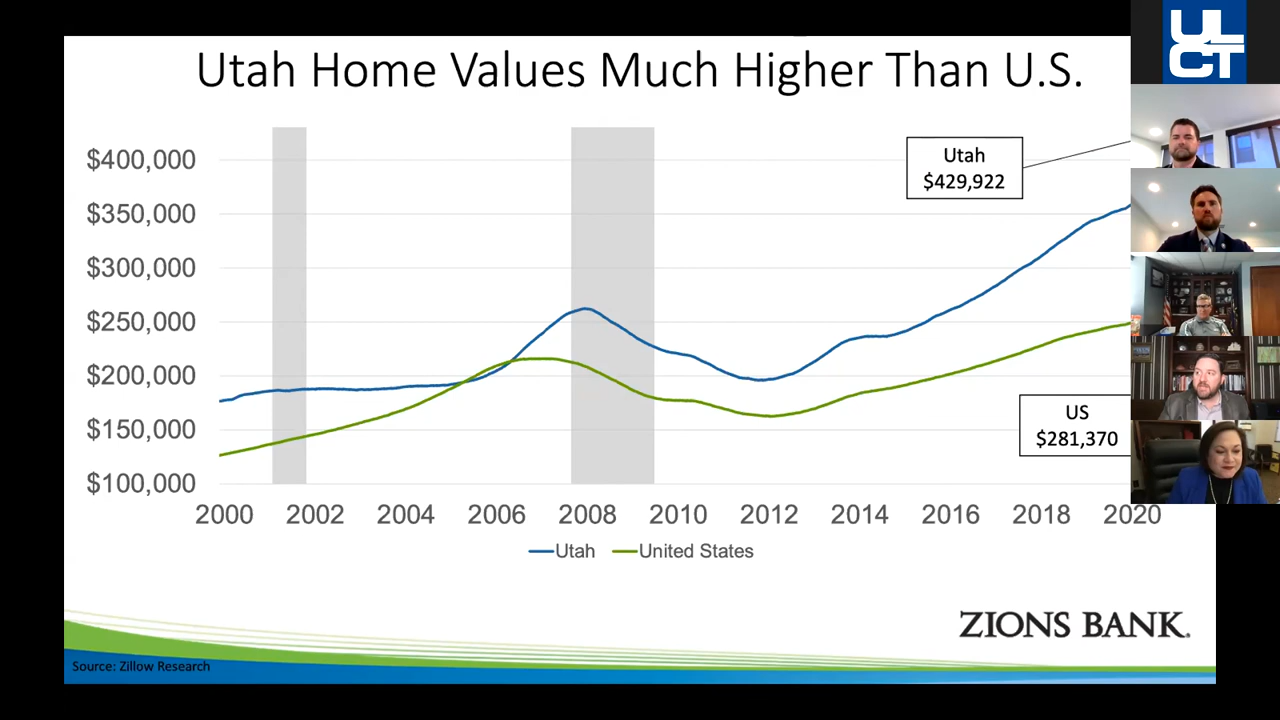 Utah Home Values Much Higher Than U.S.
UL
CT
$400,000
$350,000
$300,000
$250,000
$200,000
$150,000
$100,000
Utah
$429,922
US
$281,370
2000 2002 2004 2006 2008 2010 2012 2014 2016 2018 2020
Utah United States
ZIONS BANK.
Source: Zillow Research